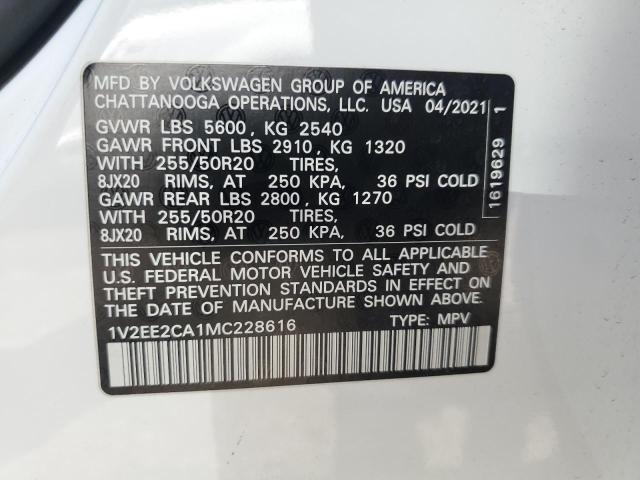 MFD BY VOLKSWAGEN GROUP OF AMERICA
CHATTANOOGA OPERATIONS, LLC. USA 04/2021
GVWR LBS 5600, KG 2540
GAWR FRONT LBS 2910, KG 1320
WITH 255/50R20 TIRES,
8JX20 RIMS, AT 250 KPA, 36 PSI COLD
GAWR REAR LBS 2800, KG 1270
WITH 255/50R20 TIRES,
8JX20 RIMS, AT 250 KPA, 36 PSI COLD
THIS VEHICLE CONFORMS TO ALL APPLICABLE
U.S. FEDERAL MOTOR VEHICLE SAFETY AND
THEFT PREVENTION STANDARDS IN EFFECT ON
THE DATE OF MANUFACTURE SHOWN ABOVE.
1V2EE2CA1MC228616 TYPE: MPV
1619629 1